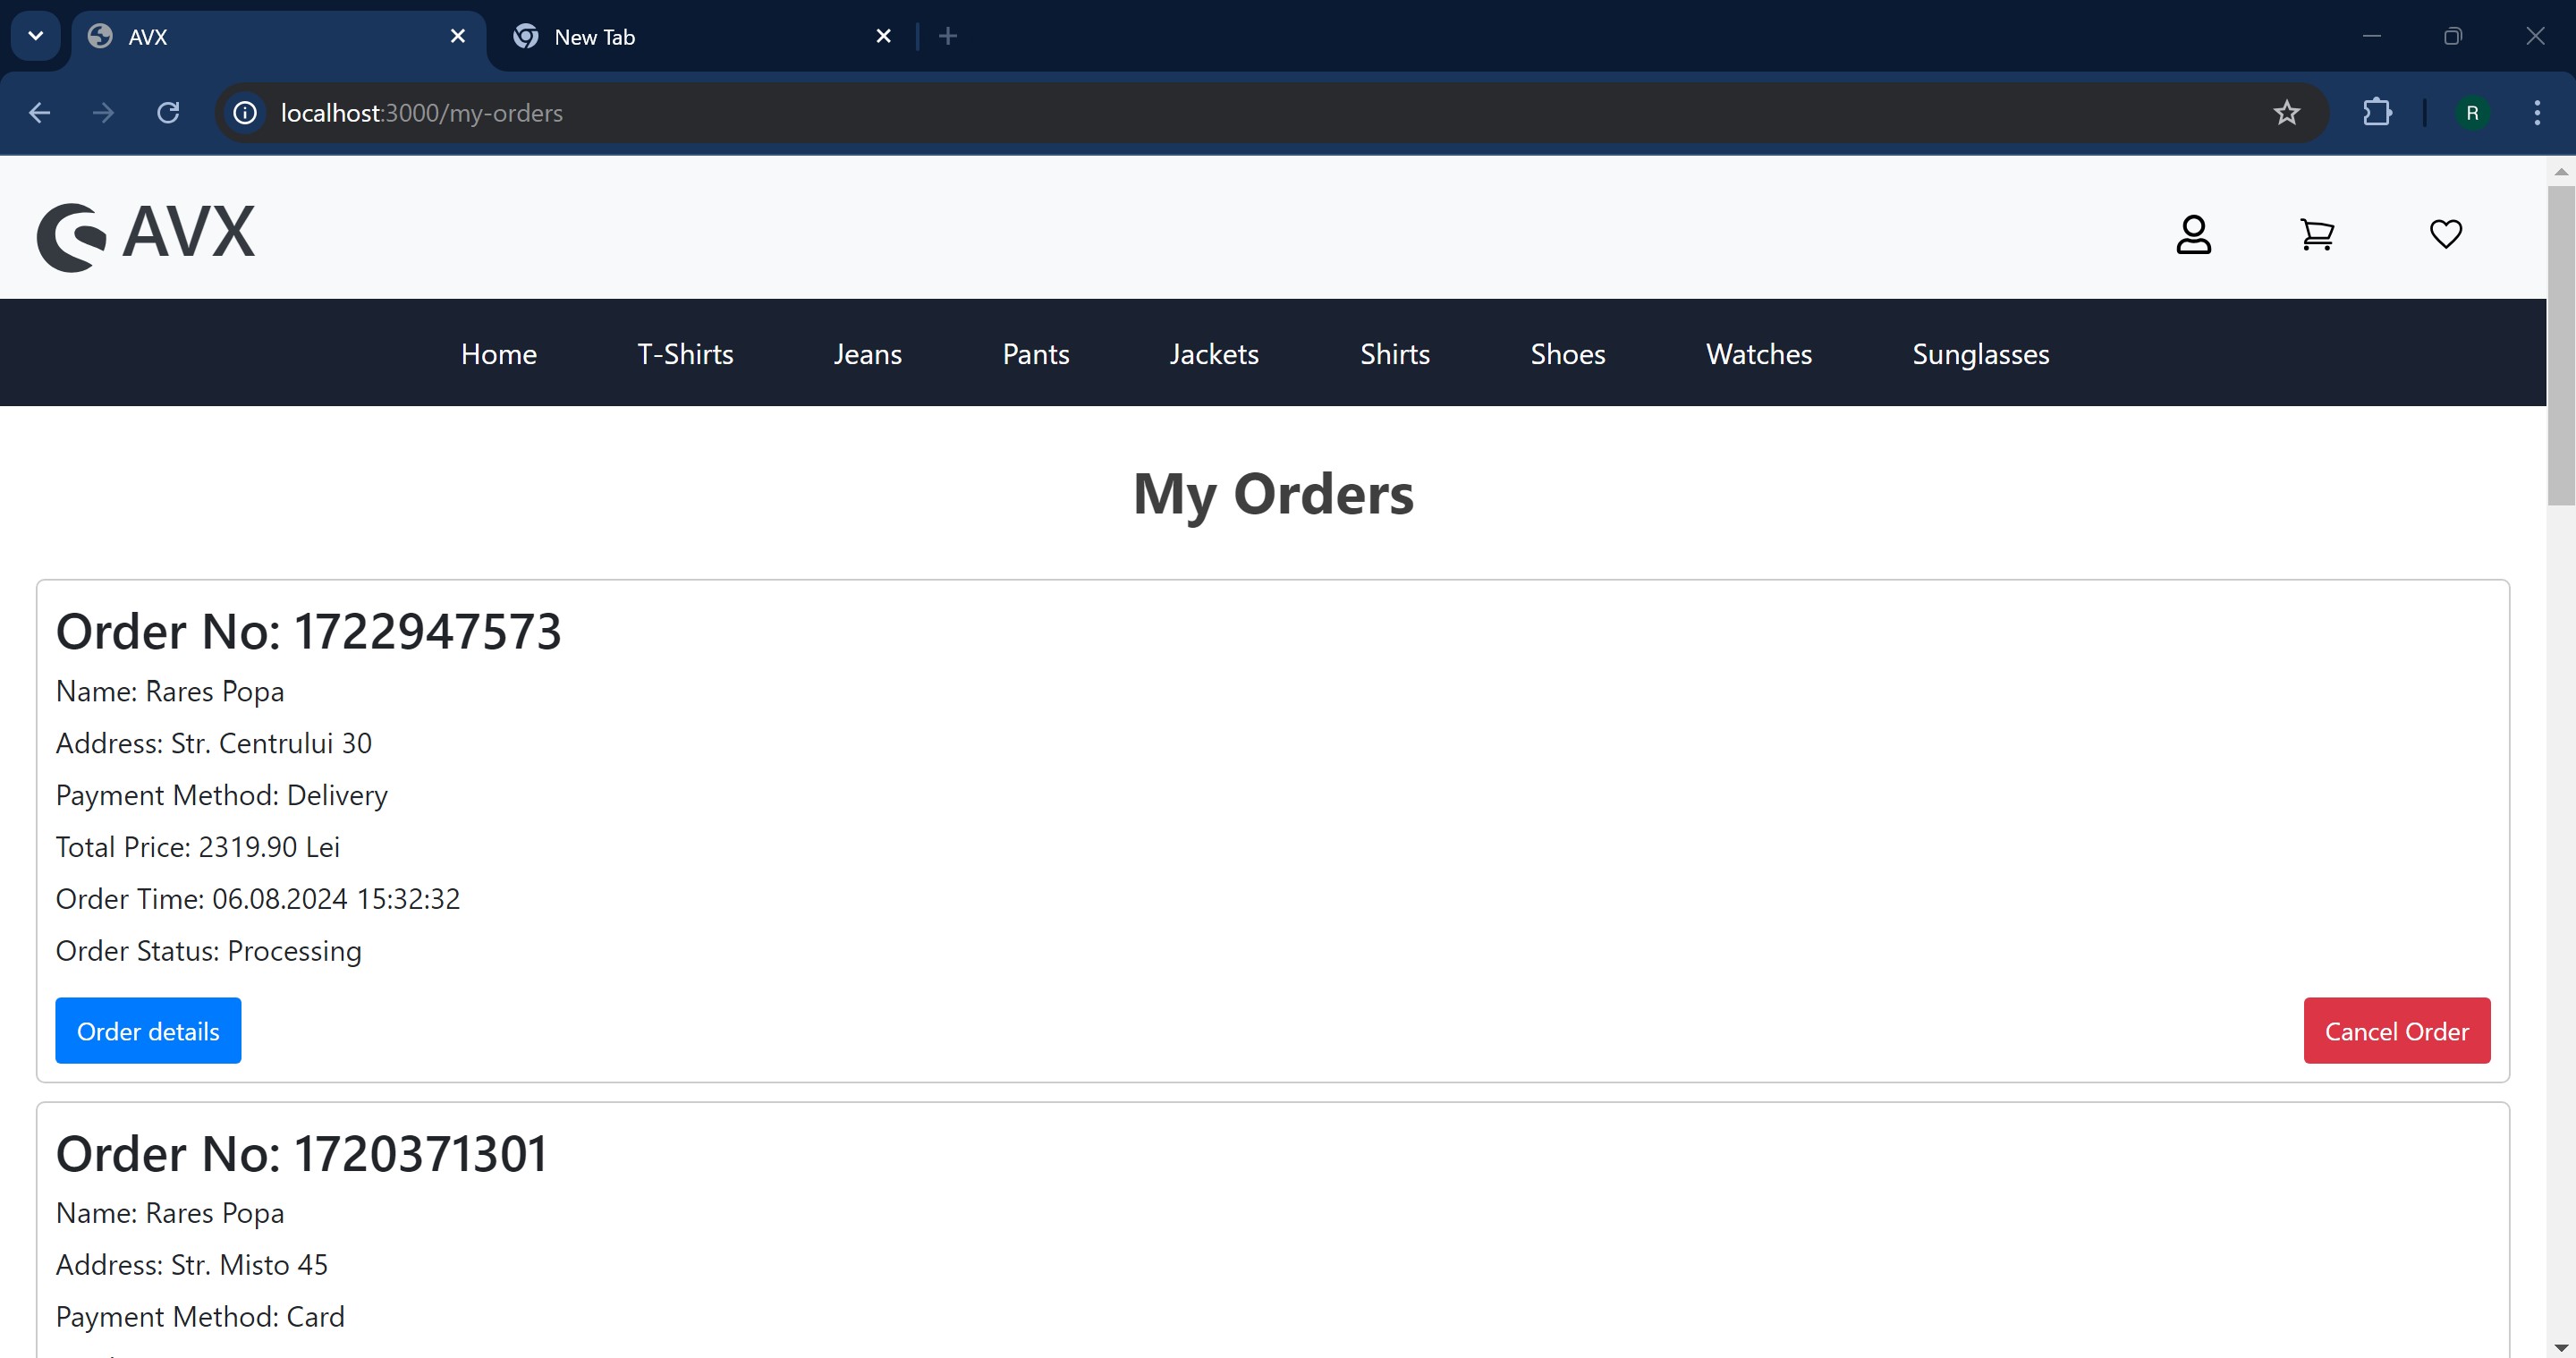 AVX
New Tab
localhost:3000/my-orders
R
AVX
Home T-Shirts Jeans Pants Jackets Shirts Shoes Watches Sunglasses
My Orders
Order No: 1722947573
Name: Rares Popa
Address: Str. Centrului 30
Payment Method: Delivery
Total Price: 2319.90 Lei
Order Time: 06.08.2024 15:32:32
Order Status: Processing
Order details
Cancel Order
Order No: 1720371301
Name: Rares Popa
Address: Str. Misto 45
Payment Method: Card